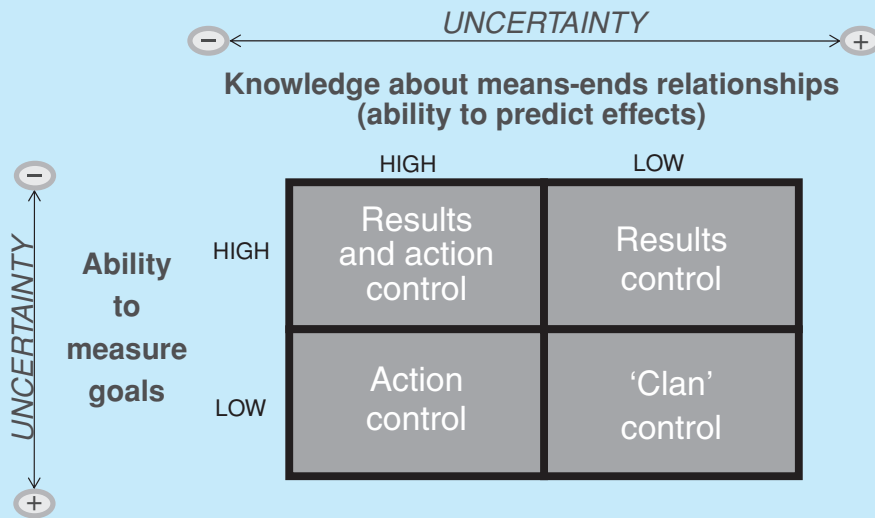 UNCERTAINTY
− +
Knowledge about means-ends relationships
(ability to predict effects)
HIGH LOW
−
UNCERTAINTY
Ability
to
measure
goals
HIGH
Results
and action
control
Results
control
LOW
Action
control
‘Clan’
control
+